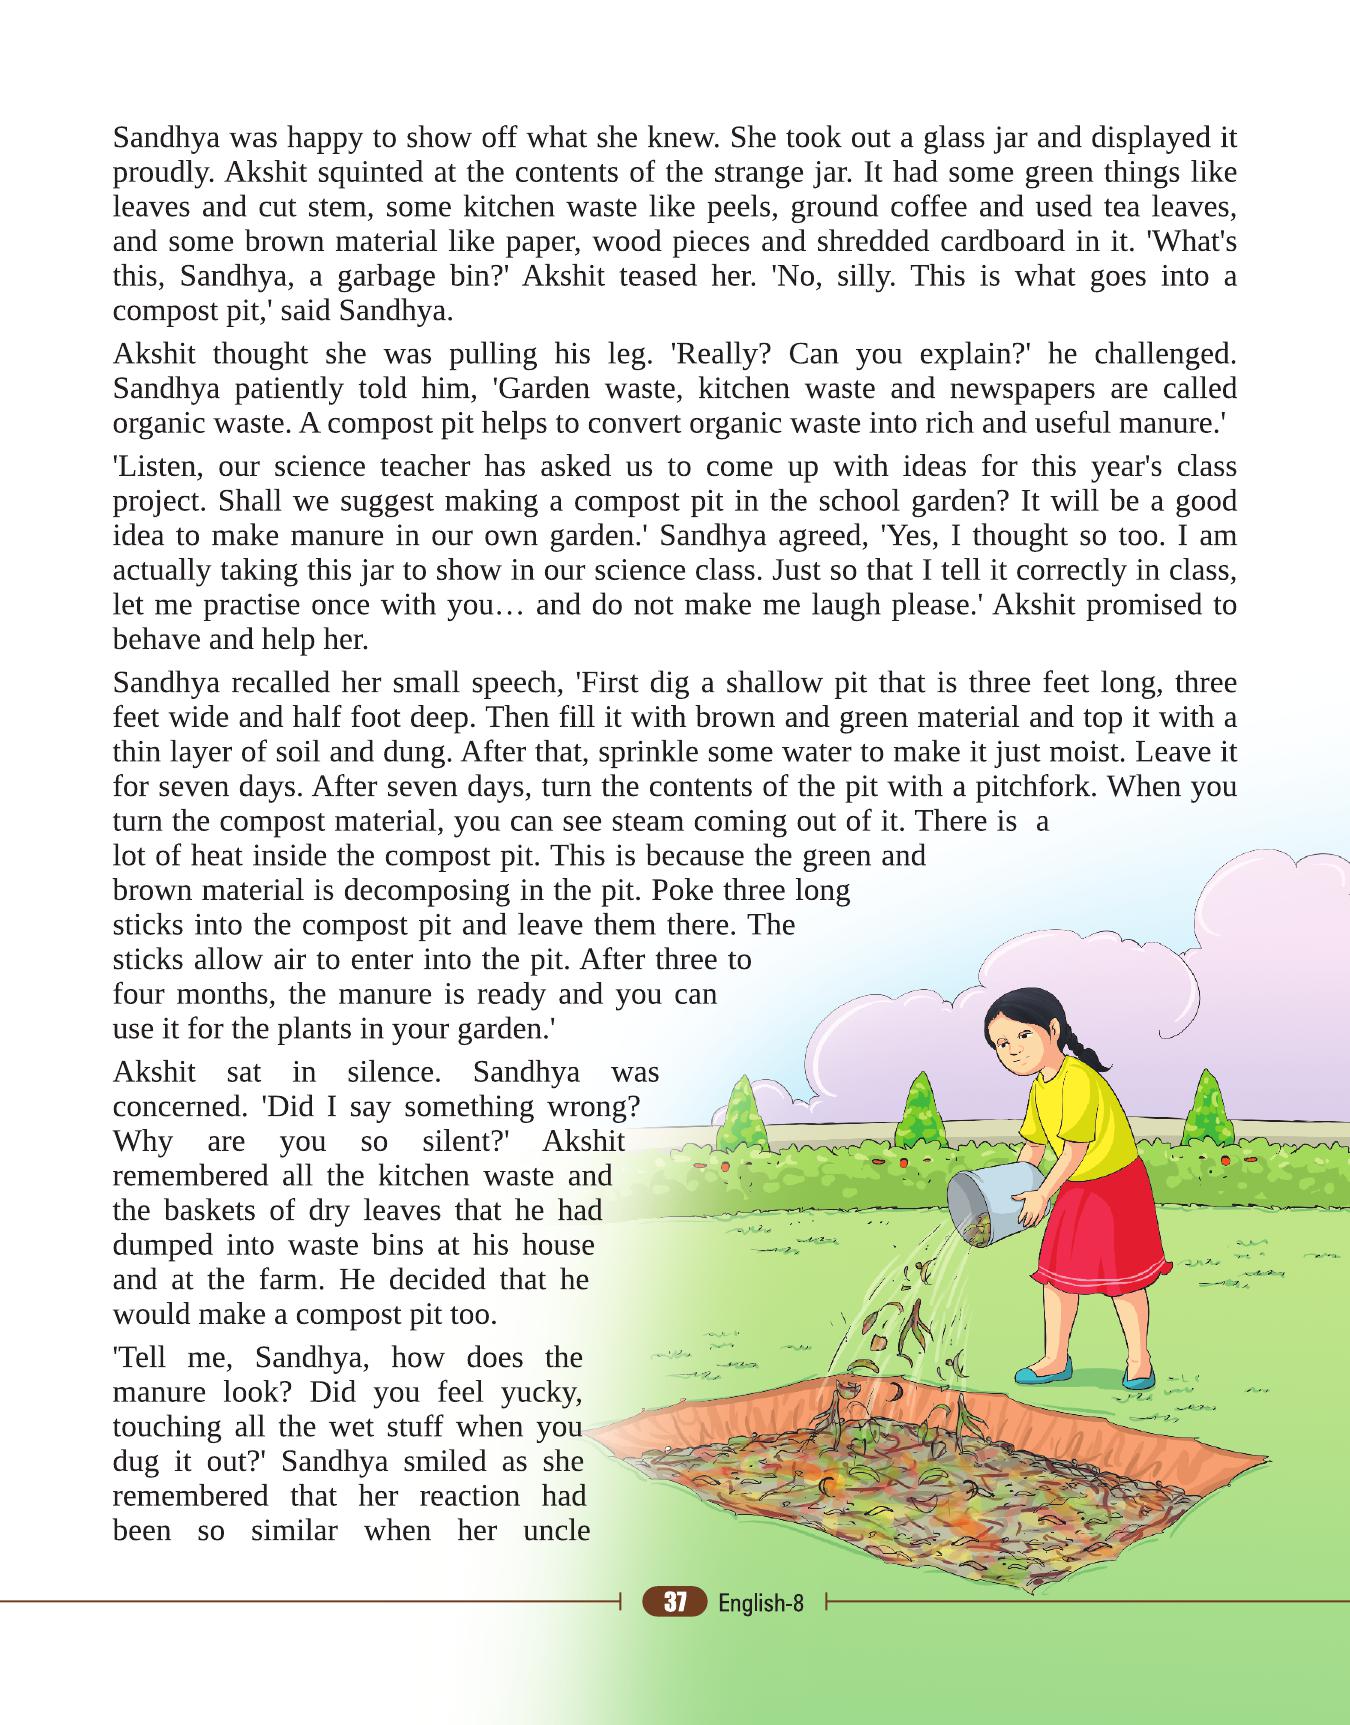 Sandhya was happy to show off what she knew. She took out a glass jar and displayed it
proudly. Akshit squinted at the contents of the strange jar. It had some green things like
leaves and cut stem, some kitchen waste like peels, ground coffee and used tea leaves,
and some brown material like paper, wood pieces and shredded cardboard in it. 'What's
this, Sandhya, a garbage bin?' Akshit teased her. 'No, silly. This is what goes into a
compost pit,' said Sandhya.
Akshit thought she was pulling his leg. 'Really? Can you explain?' he challenged.
Sandhya patiently told him, 'Garden waste, kitchen waste and newspapers are called
organic waste. A compost pit helps to convert organic waste into rich and useful manure.'
'Listen, our science teacher has asked us to come up with ideas for this year's class
project. Shall we suggest making a compost pit in the school garden? It will be a good
idea to make manure in our own garden.' Sandhya agreed, 'Yes, I thought so too. I am
actually taking this jar to show in our science class. Just so that I tell it correctly in class,
let me practise once with you… and do not make me laugh please.' Akshit promised to
behave and help her.
Sandhya recalled her small speech, 'First dig a shallow pit that is three feet long, three
feet wide and half foot deep. Then fill it with brown and green material and top it with a
thin layer of soil and dung. After that, sprinkle some water to make it just moist. Leave it
for seven days. After seven days, turn the contents of the pit with a pitchfork. When you
turn the compost material, you can see steam coming out of it. There is a
lot of heat inside the compost pit. This is because the green and
brown material is decomposing in the pit. Poke three long
sticks into the compost pit and leave them there. The
sticks allow air to enter into the pit. After three to
four months, the manure is ready and you can
use it for the plants in your garden.'
Akshit sat in silence. Sandhya was
concerned. 'Did I say something wrong?
Why are you so silent?' Akshit
remembered all the kitchen waste and
the baskets of dry leaves that he had
dumped into waste bins at his house
and at the farm. He decided that he
would make a compost pit too.
'Tell me, Sandhya, how does the
manure look? Did you feel yucky,
touching all the wet stuff when you
dug it out?' Sandhya smiled as she
remembered that her reaction had
been so similar when her uncle
37 English-8